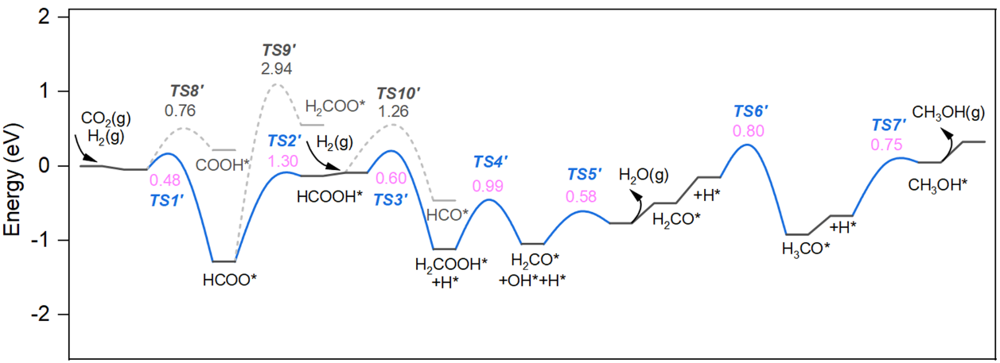 Energy (eV)
2
1
0
-1
-2
CO₂(g)
H₂(g)
TS8'
0.76
COOH*
0.48
TS1'
HCOO*
TS9'
2.94
H₂COO*
TS2'
1.30
HCOOH*
H₂(g)
TS10'
1.26
0.60
TS3'
HCO*
H₂COOH*
+H*
TS4'
0.99
H₂CO*
+OH*+H*
TS5'
0.58
H₂O(g)
H₂CO*
+H*
TS6'
0.80
H₃CO*
+H*
TS7'
0.75
CH₃OH(g)
CH₃OH*